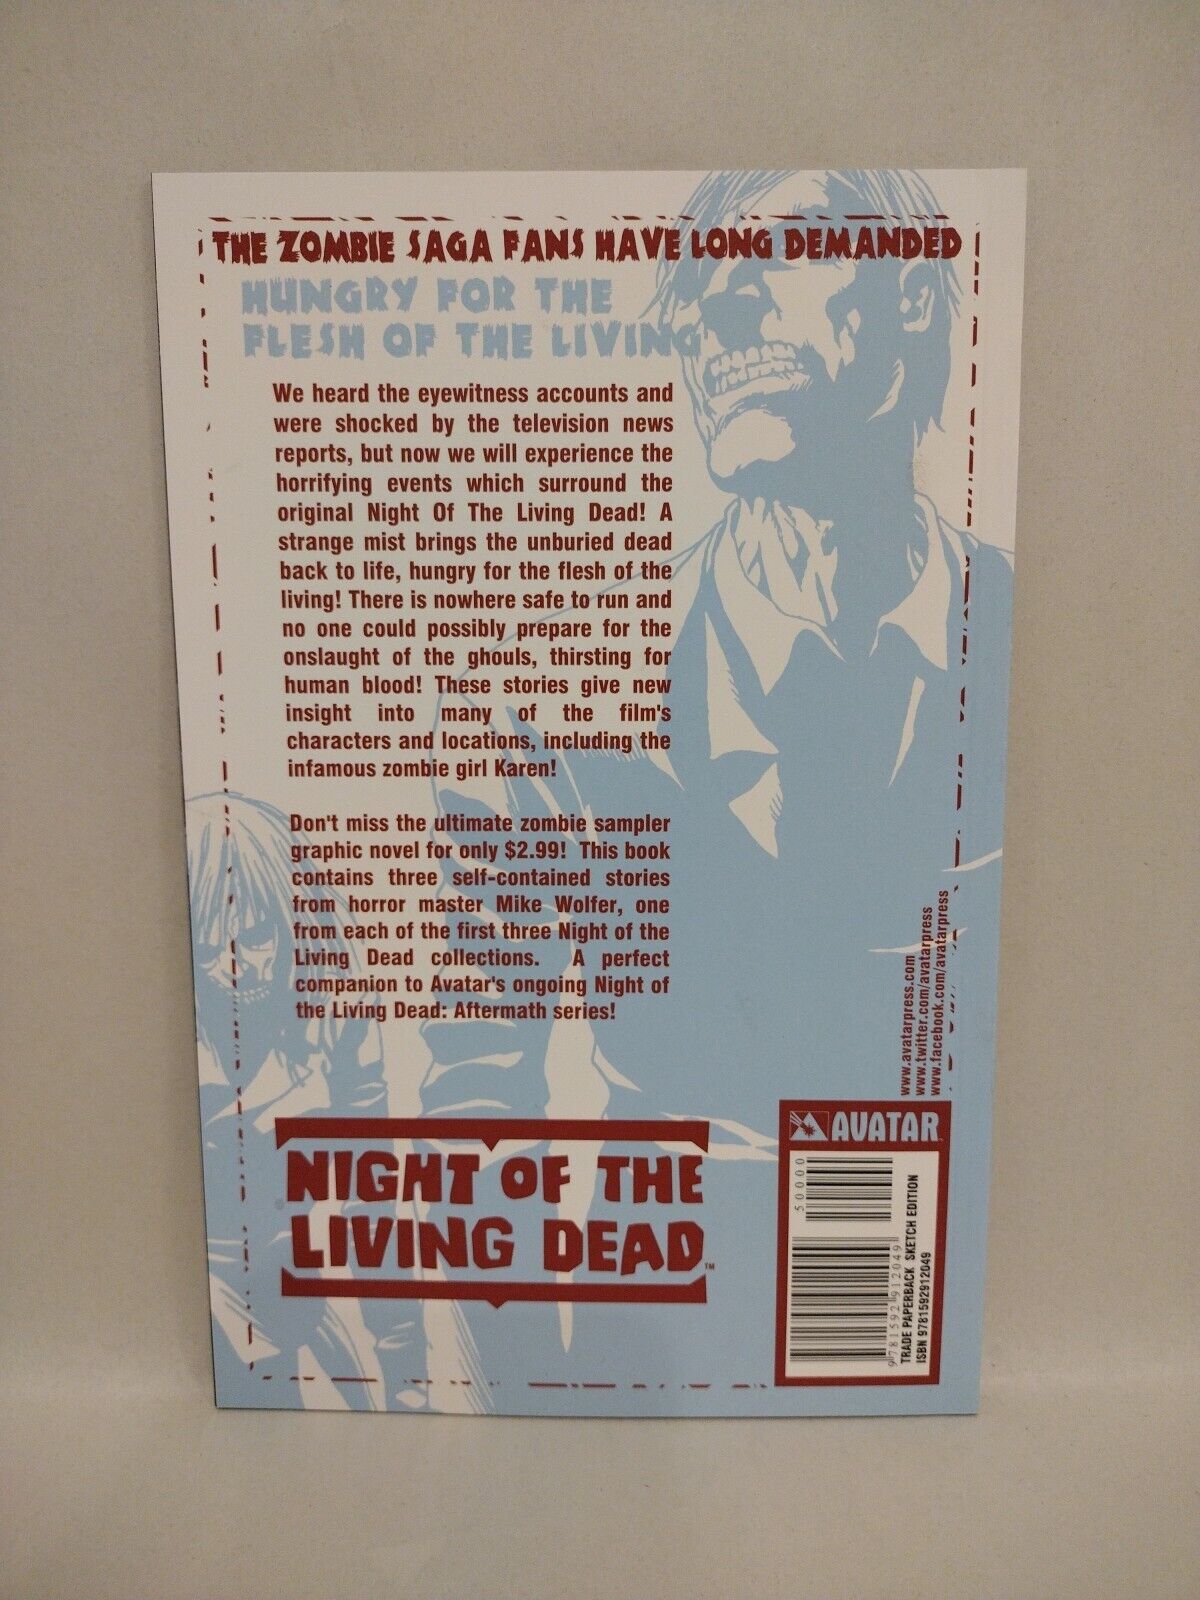 THE ZOMBIE SAGA FANS HAVE LONG DEMANDED
HUNGRY FOR THE
FLESH OF THE LIVING
We heard the eyewitness accounts and
were shocked by the television news
reports, but now we will experience the
horrifying events which surround the
original Night Of The Living Dead! A
strange mist brings the unburied dead
back to life, hungry for the flesh of the
living! There is nowhere safe to run and
no one could possibly prepare for the
onslaught of the ghouls, thirsting for
human blood! These stories give new
insight into many of the film's
characters and locations, including the
infamous zombie girl Karen!
Don't miss the ultimate zombie sampler
graphic novel for only $2.99! This book
contains three self-contained stories
from horror master Mike Wolfer, one
from each of the first three Night of the
Living Dead collections. A perfect
companion to Avatar's ongoing Night of
the Living Dead: Aftermath series!
www.avatarpress.com
www.twitter.com/avatarpress
www.facebook.com/avatarpress
NIGHT OF THE
LIVING DEAD™
AVATAR
50000
9 781592 912049
TRADE PAPERBACK SKETCH EDITION
ISBN 9781592912049